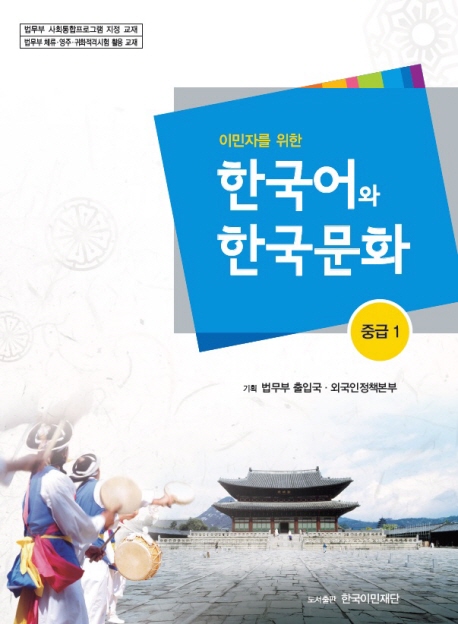 법무부 사회통합프로그램 지정 교재
법무부 체류·영주·귀화적격시험 활용 교재
이민자를 위한
한국어와
한국문화
중급 1
기획 법무부 출입국·외국인정책본부
도서출판 한국이민재단